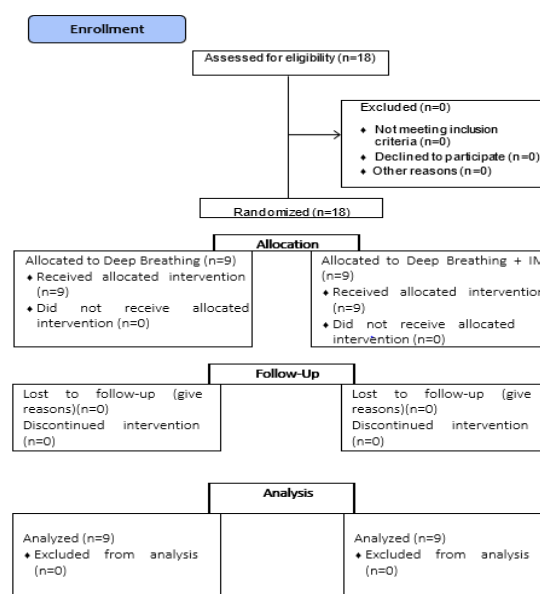 Enrollment
Assessed for eligibility (n=18)
Excluded (n=0)
♦ Not meeting inclusion
criteria (n=0)
♦ Declined to participate (n=0)
♦ Other reasons (n=0)
Randomized (n=18)
Allocation
Allocated to Deep Breathing (n=9)
♦ Received allocated intervention
(n=9)
♦ Did not receive allocated
intervention (n=0)
Allocated to Deep Breathing + IM
(n=9)
♦ Received allocated intervention
(n=9)
♦ Did not receive allocated
intervention (n=0)
Follow-Up
Lost to follow-up (give
reasons)(n=0)
Discontinued intervention
(n=0)
Lost to follow-up (give
reasons)(n=0)
Discontinued intervention
(n=0)
Analysis
Analyzed (n=9)
♦ Excluded from analysis
(n=0)
Analyzed (n=9)
♦ Excluded from analysis
(n=0)